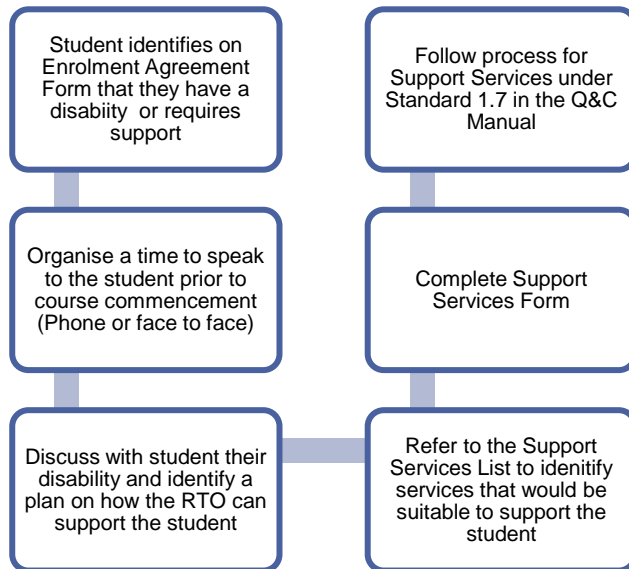 Student identifies on
Enrolment Agreement
Form that they have a
disabiity or requires
support
Organise a time to speak
to the student prior to
course commencement
(Phone or face to face)
Discuss with student their
disability and identify a
plan on how the RTO can
support the student
Refer to the Support
Services List to idenitify
services that would be
suitable to support the
student
Complete Support
Services Form
Follow process for
Support Services under
Standard 1.7 in the Q&C
Manual